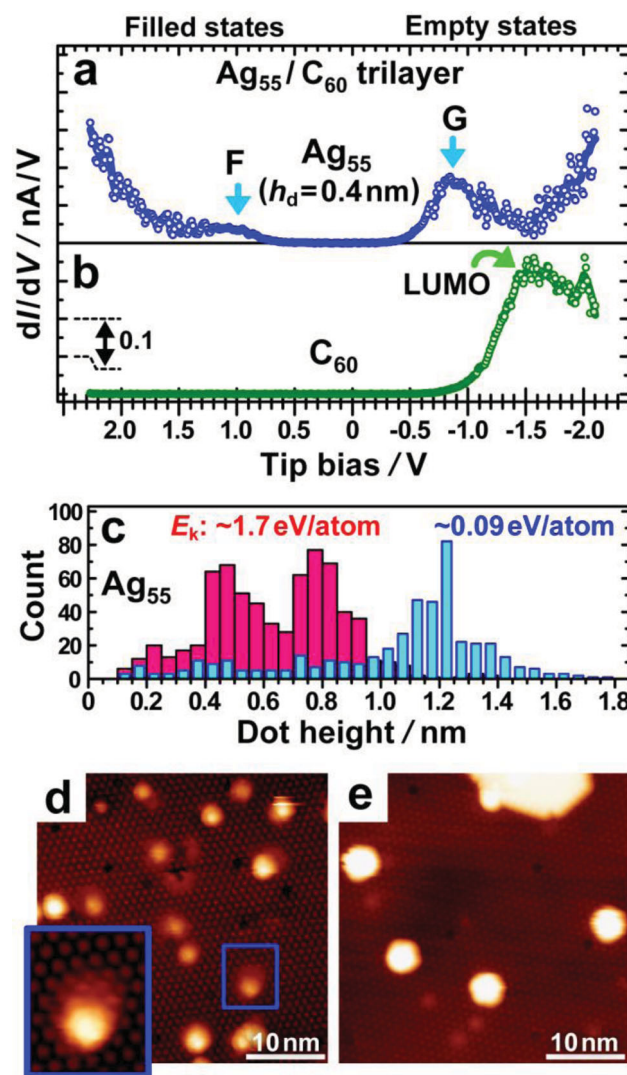 Filled states Empty states
a Ag55 / C60 trilayer
G
F Ag55
(hd = 0.4 nm)
dI/dV / nA/V
b LUMO
0.1
C60
2.0 1.5 1.0 0.5 0 -0.5 -1.0 -1.5 -2.0
Tip bias / V
c Ek: ~1.7 eV/atom ~0.09 eV/atom
Ag55
Count
100
80
60
40
20
0
0 0.2 0.4 0.6 0.8 1.0 1.2 1.4 1.6 1.8
Dot height / nm
d e
10 nm 10 nm